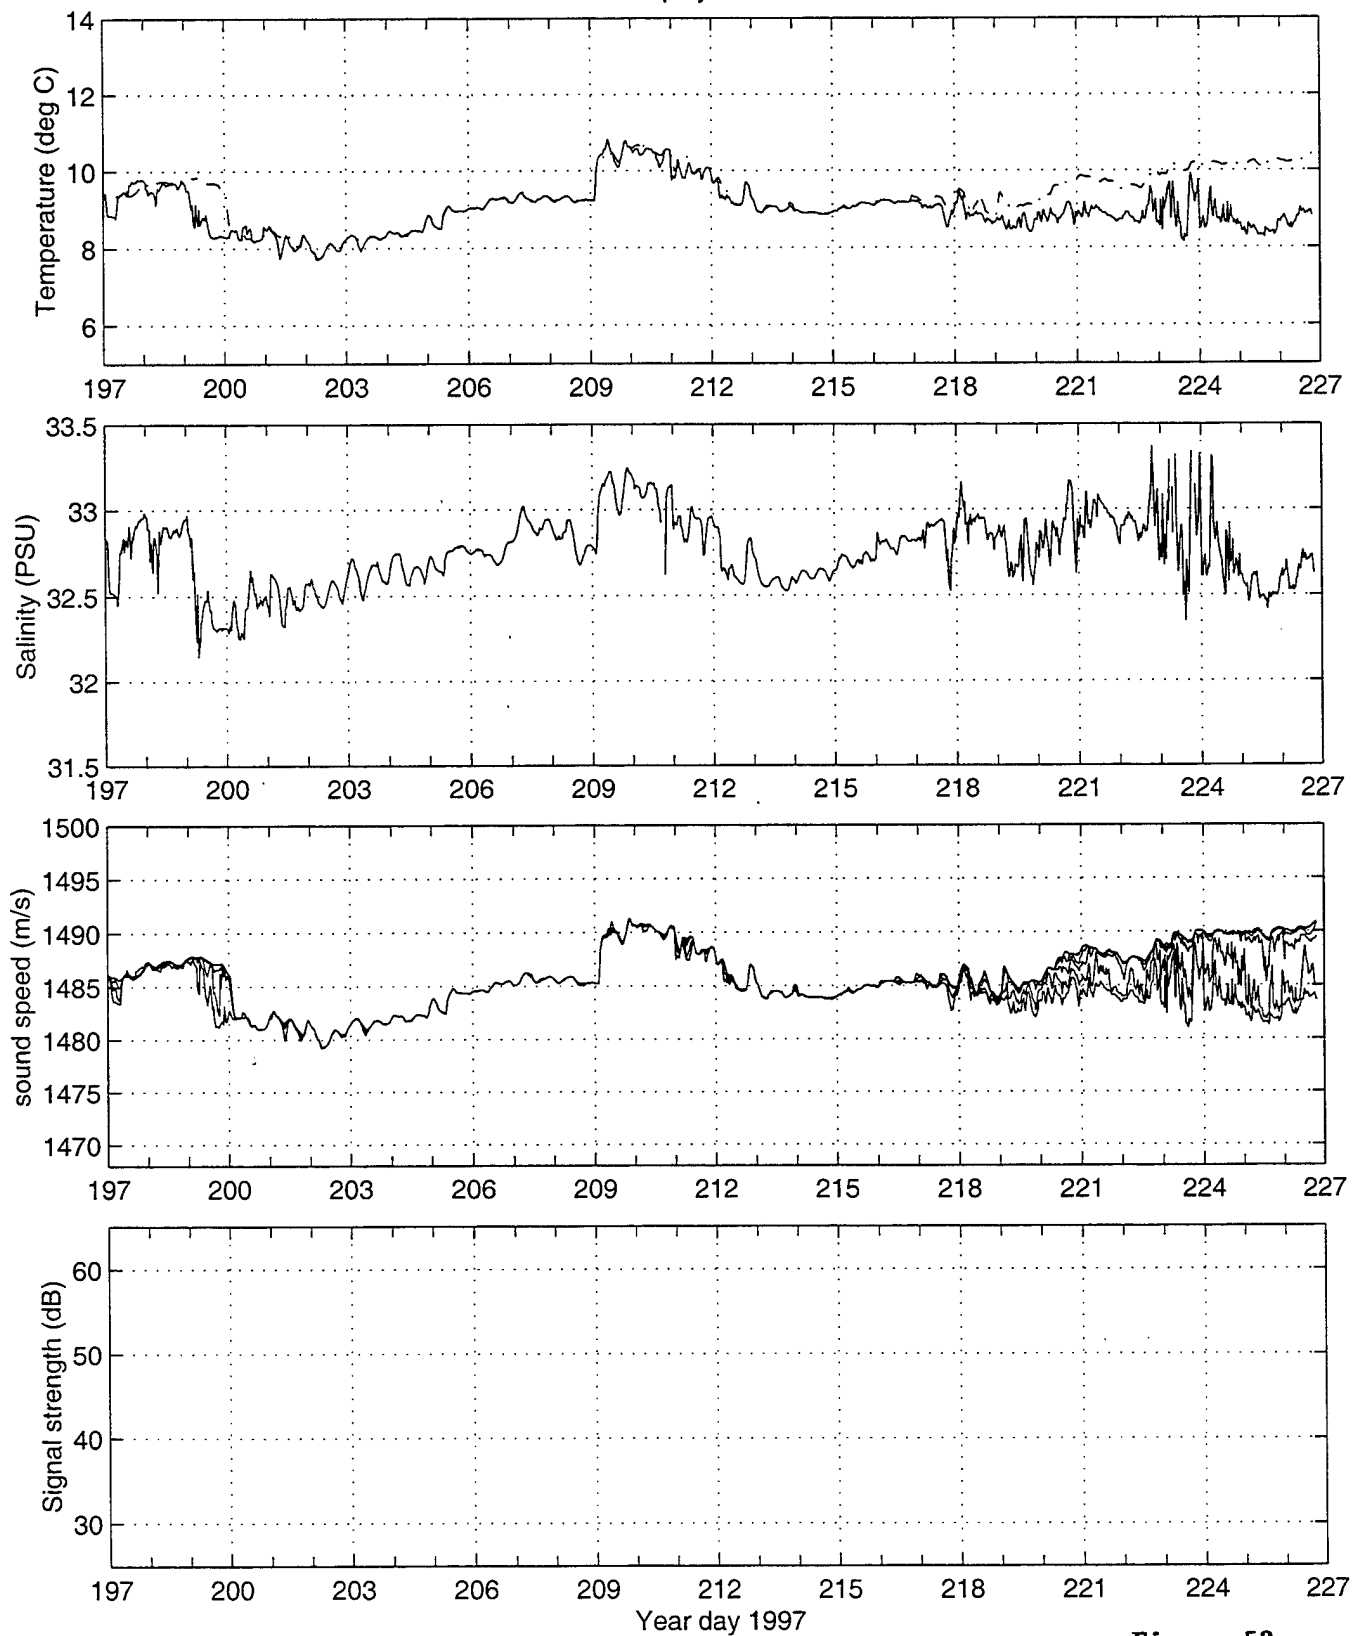 14
12
10
8
6
Temperature (deg C)
197 200 203 206 209 212 215 218 221 224 227
33.5
33
32.5
32
31.5
Salinity (PSU)
197 200 203 206 209 212 215 218 221 224 227
1500
1495
1490
1485
1480
1475
1470
sound speed (m/s)
197 200 203 206 209 212 215 218 221 224 227
60
50
40
30
Signal strength (dB)
197 200 203 206 209 212 215 218 221 224 227
Year day 1997